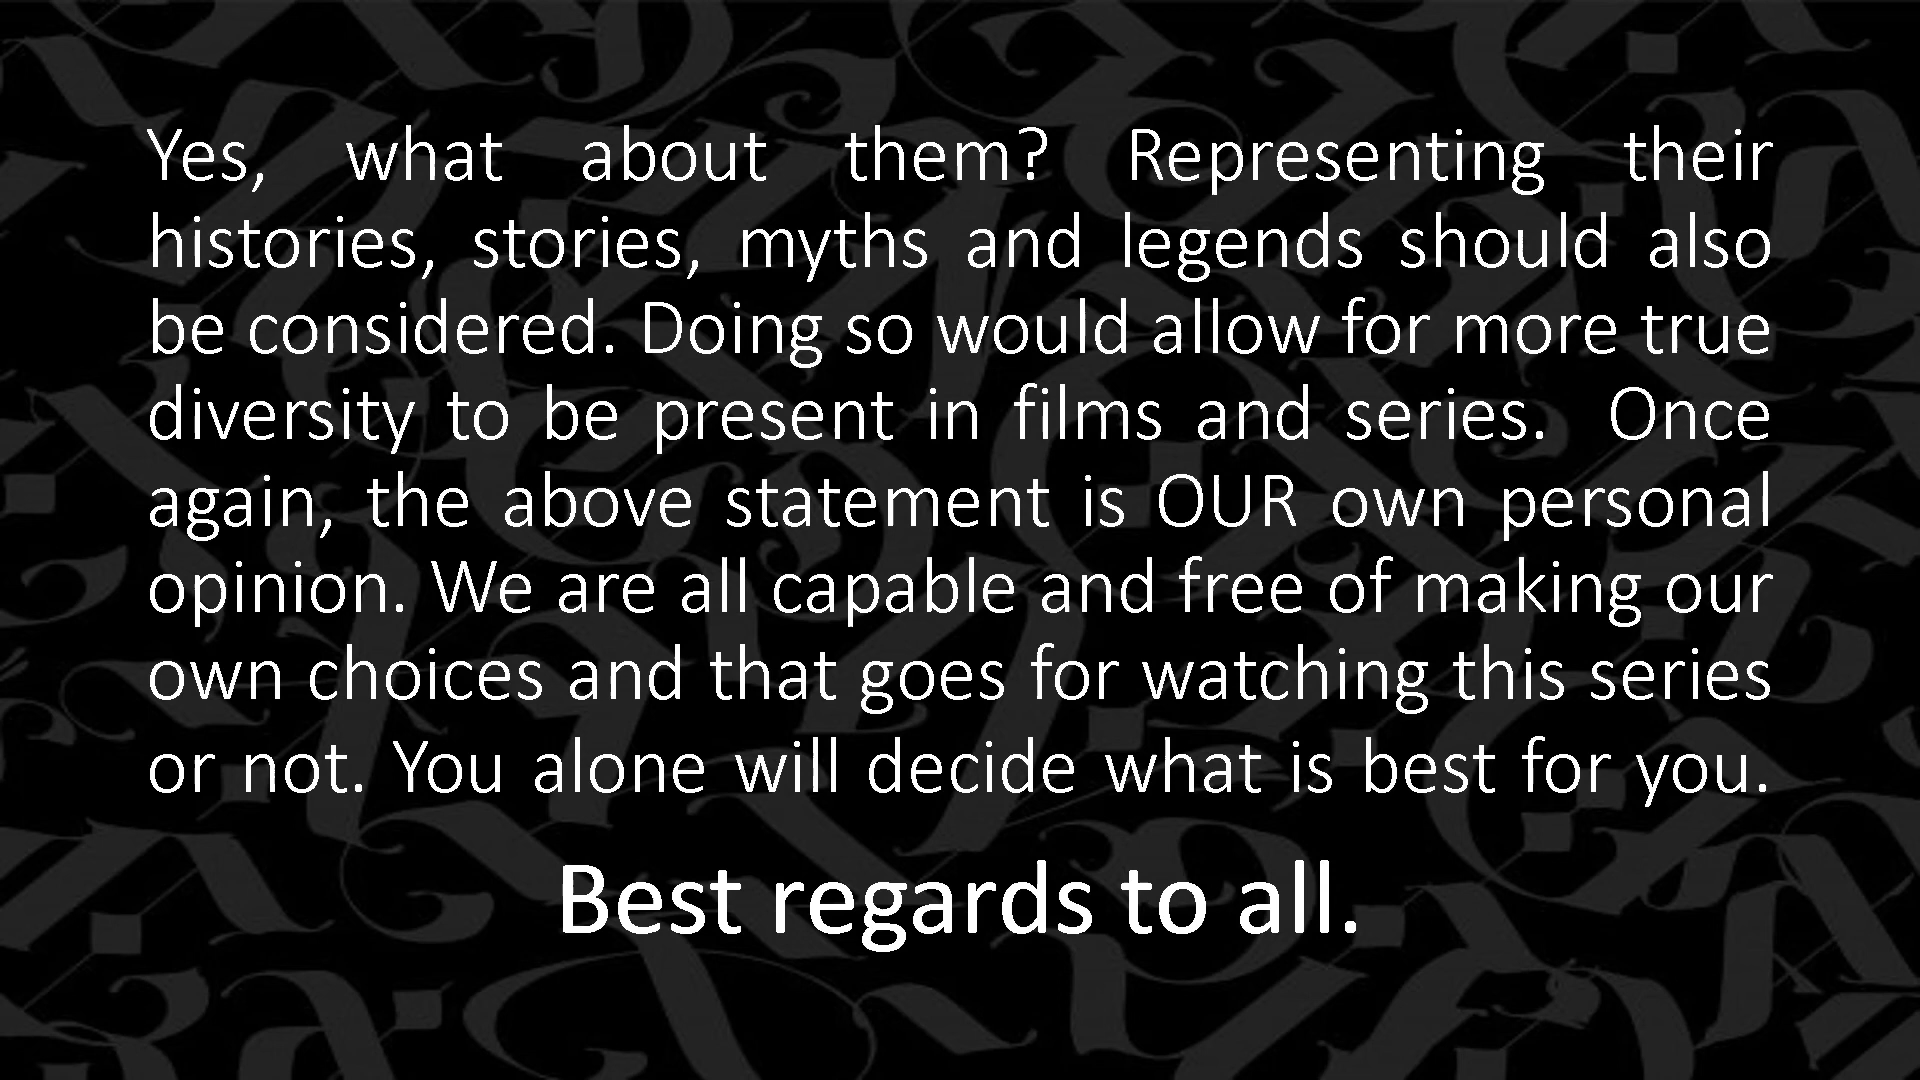 Yes, what about them? Representing their
histories, stories, myths and legends should also
be considered. Doing so would allow for more true
diversity to be present in films and series.  Once
again, the above statement is OUR own personal
opinion. We are all capable and free of making our
own choices and that goes for watching this series
or not. You alone will decide what is best for you.
Best regards to all.